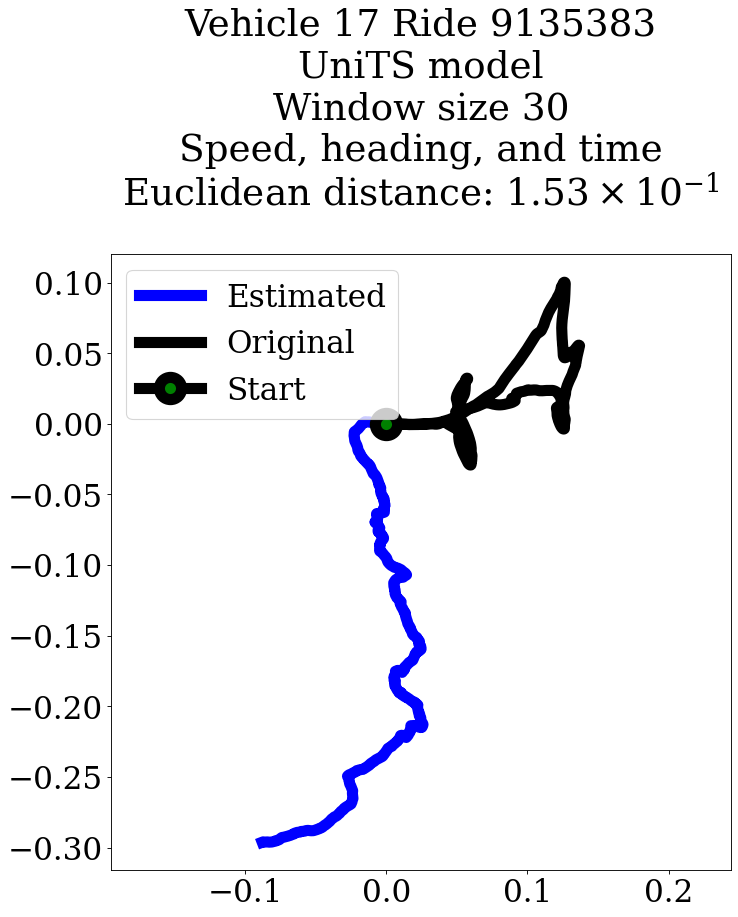 Vehicle 17 Ride 9135383
UniTS model
Window size 30
Speed, heading, and time
Euclidean distance: 1.53 × 10⁻¹
Estimated
Original
Start
0.10
0.05
0.00
−0.05
−0.10
−0.15
−0.20
−0.25
−0.30
−0.1 0.0 0.1 0.2